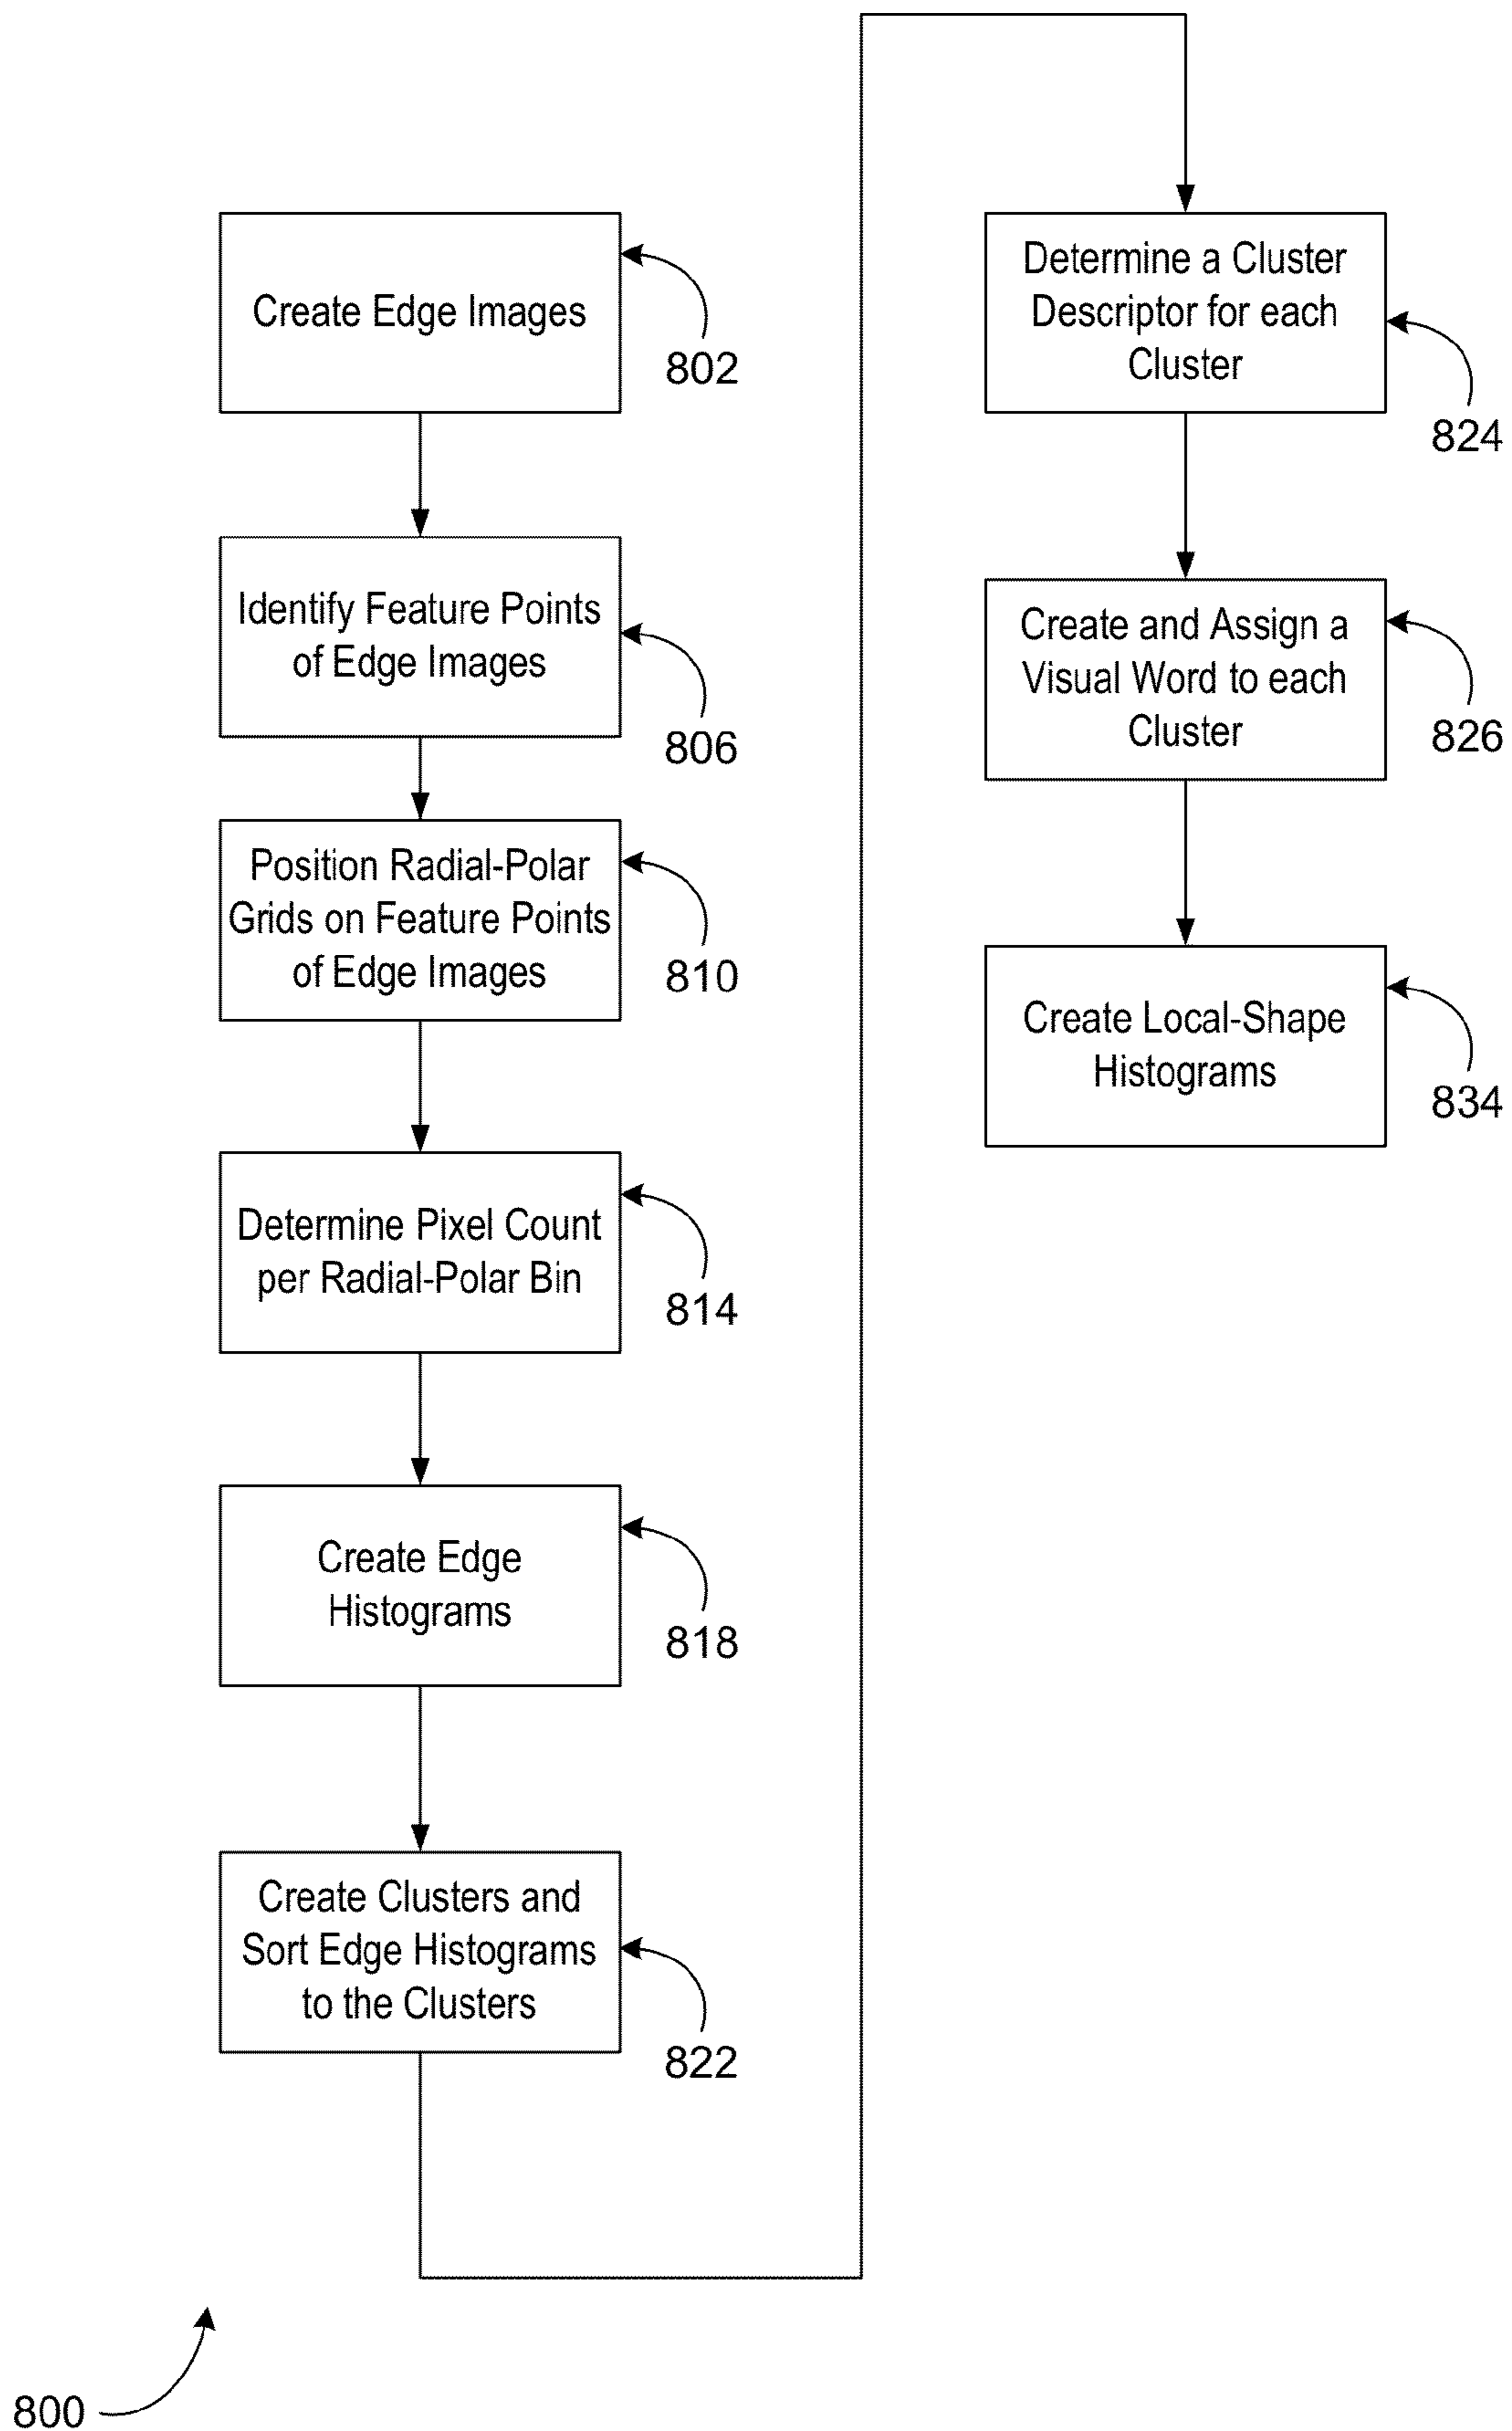 Create Edge Images
802
Identify Feature Points
of Edge Images
806
Position Radial-Polar
Grids on Feature Points
of Edge Images
810
Determine Pixel Count
per Radial-Polar Bin
814
Create Edge
Histograms
818
Create Clusters and
Sort Edge Histograms
to the Clusters
822
Determine a Cluster
Descriptor for each
Cluster
824
Create and Assign a
Visual Word to each
Cluster
826
Create Local-Shape
Histograms
834
800